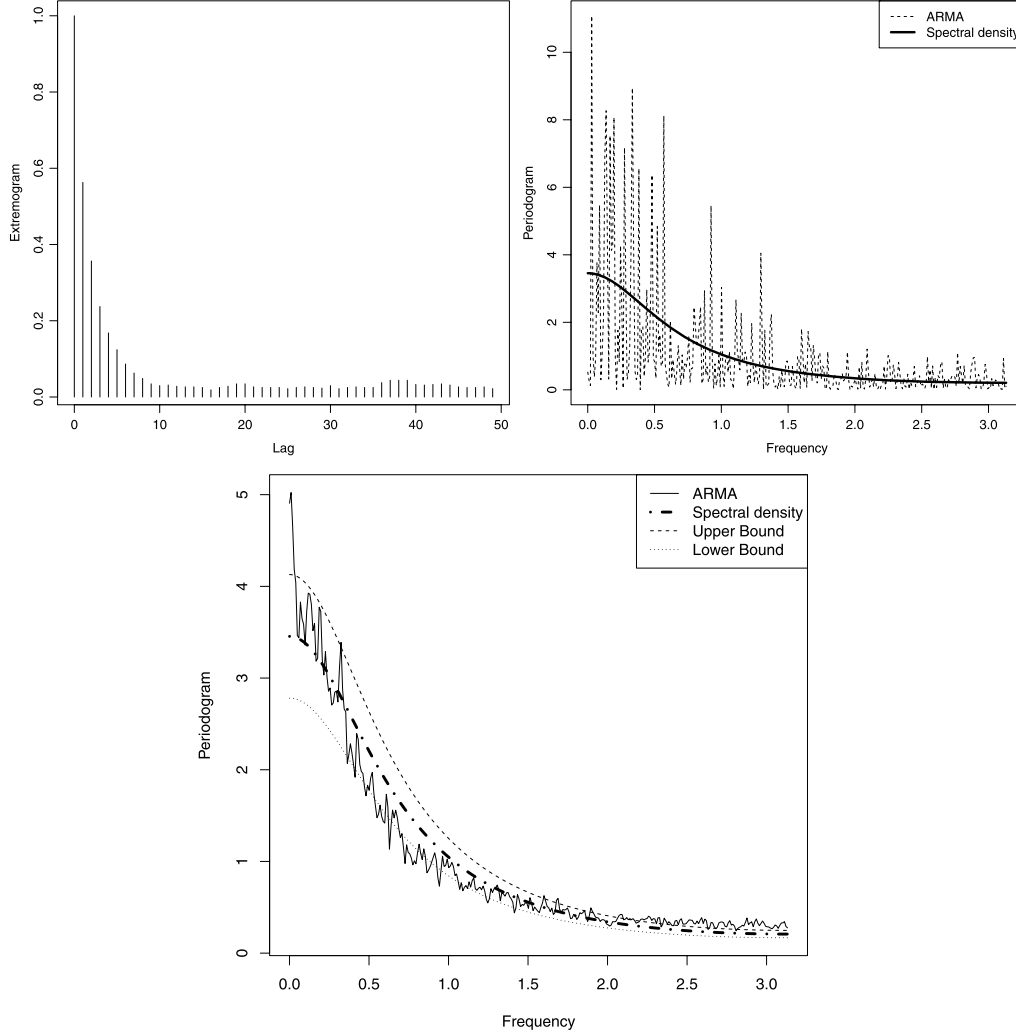 Extremogram
1.0
0.8
0.6
0.4
0.2
0.0
0 10 20 30 40 50
Lag
ARMA
Spectral density
Periodogram
10
8
6
4
2
0
0.0 0.5 1.0 1.5 2.0 2.5 3.0
Frequency
ARMA
Spectral density
Upper Bound
Lower Bound
Periodogram
5
4
3
2
1
0
0.0 0.5 1.0 1.5 2.0 2.5 3.0
Frequency